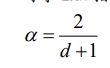 α = 2 / (d + 1)